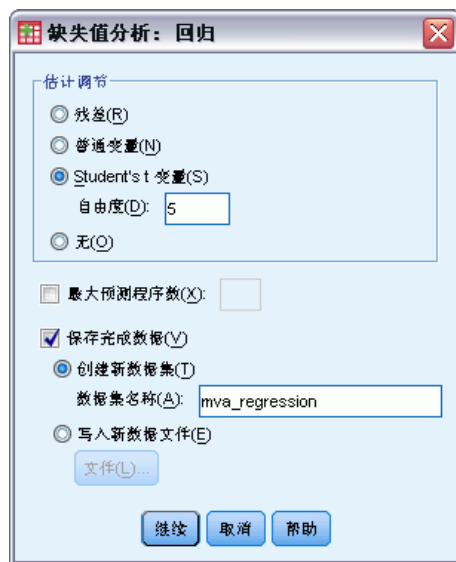 缺失值分析：回归
估计调节
残差(R)
普通变量(N)
Student's t 变量(S)
自由度(D): 5
无(O)
最大预测程序数(X):
保存完成数据(V)
创建新数据集(T)
数据集名称(A): mva_regression
写入新数据文件(E)
文件(L)...
继续 取消 帮助